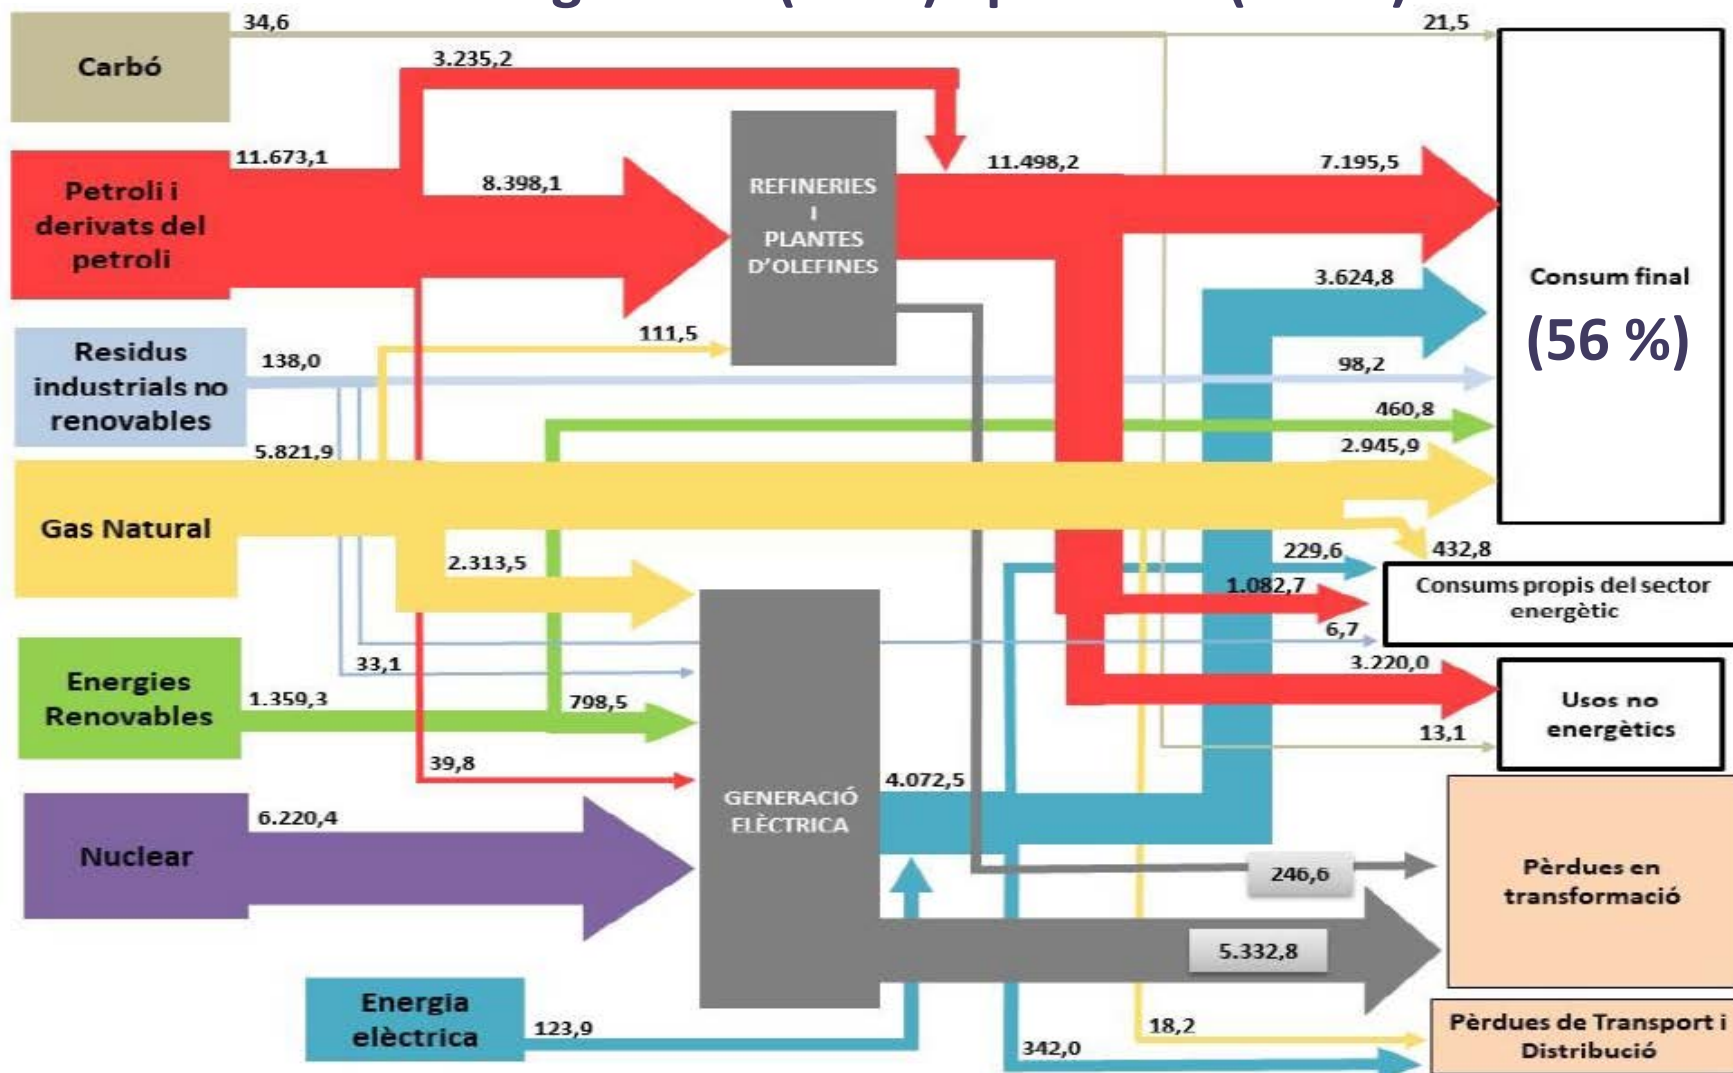 34,6
21,5
Carbó
3.235,2
11.673,1
8.398,1
11.498,2
7.195,5
Petroli i
derivats del
petroli
REFINERIES
I
PLANTES
D’OLEFINES
3.624,8
Consum final
(56 %)
111,5
Residus
industrials no
renovables
138,0
98,2
460,8
5.821,9
2.945,9
Gas Natural
2.313,5
229,6
432,8
1.082,7
Consums propis del sector
energètic
6,7
33,1
3.220,0
Energies
Renovables
1.359,3
798,5
Usos no
energètics
13,1
39,8
4.072,5
GENERACIÓ
ELÈCTRICA
6.220,4
Nuclear
246,6
Pèrdues en
transformació
5.332,8
Energia
elèctrica
123,9
18,2
342,0
Pèrdues de Transport i
Distribució